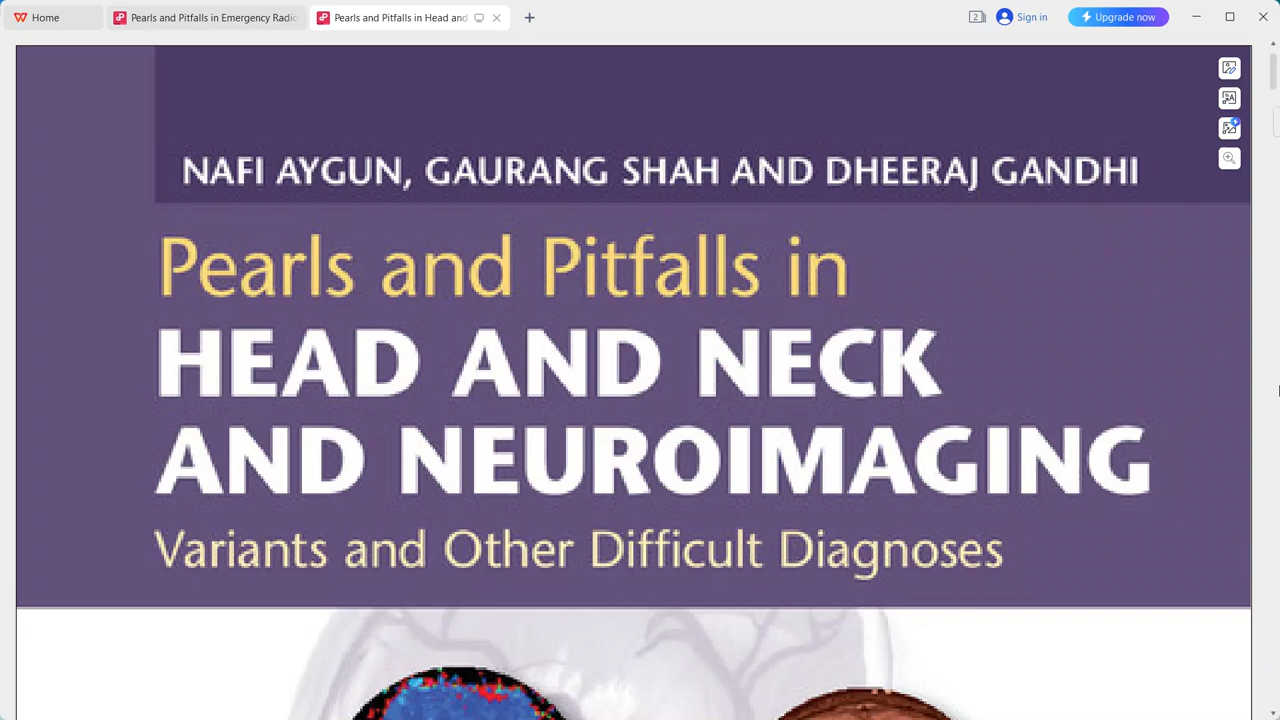 Home
Pearls and Pitfalls in Emergency Radio
Pearls and Pitfalls in Head and
2
Sign in
Upgrade now
NAFI AYGUN, GAURANG SHAH AND DHEERAJ GANDHI
Pearls and Pitfalls in
HEAD AND NECK
AND NEUROIMAGING
Variants and Other Difficult Diagnoses